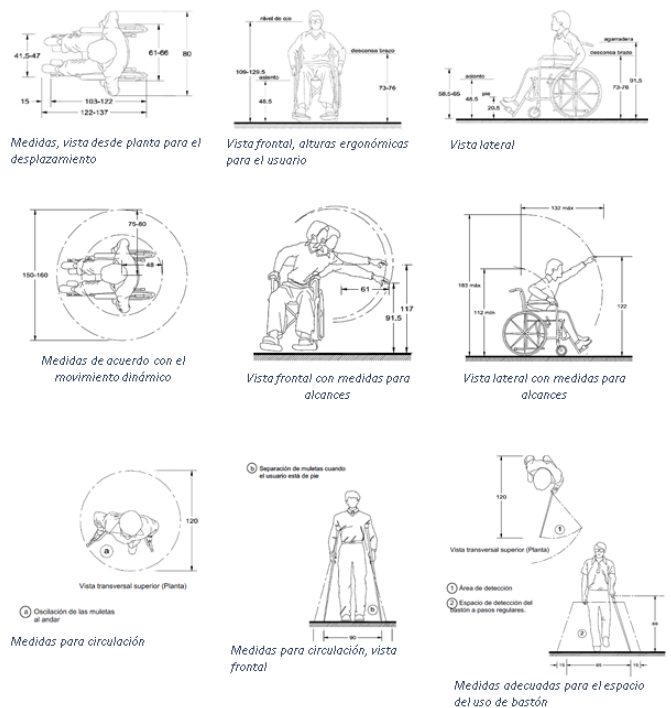 41.5-47
61-66
80
15
103-122
122-137
Medidas, vista desde planta para el
desplazamiento
nivel de ojo
descansa brazo
109-129.5
asiento
73-76
48.5
Vista frontal, alturas ergonómicas
para el usuario
agarradera
descansa brazo
asiento
58.5-65
pie
48.5
20.5
73-76
91.5
Vista lateral
75-80
150-160
48
Medidas de acuerdo con el
movimiento dinámico
61
117
91.5
Vista frontal con medidas para
alcances
132 máx
183 máx
112 mín
122
Vista lateral con medidas para
alcances
120
a
Vista transversal superior (Planta)
a Oscilación de las muletas
al andar
Medidas para circulación
b Separación de muletas cuando
el usuario está de pie
b
90
Medidas para circulación, vista
frontal
120
1
Vista transversal superior (Planta)
1 Área de detección
2 Espacio de detección del
bastón a pasos regulares.
2
15
15
Medidas adecuadas para el espacio
del uso de bastón